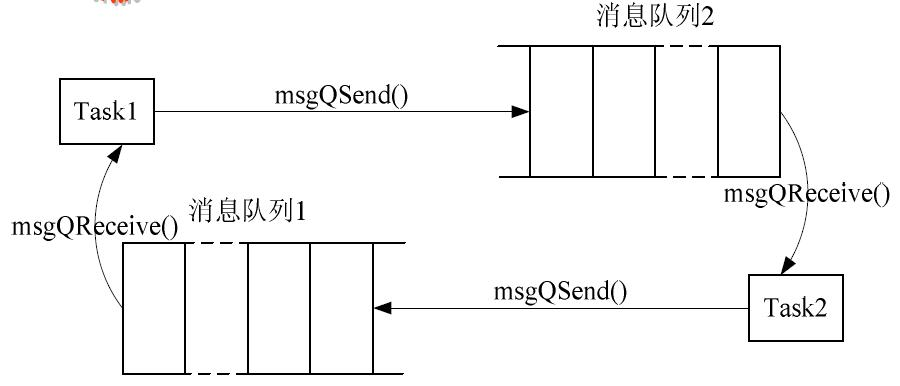 消息队列2
Task1
msgQSend()
msgQReceive()
msgQReceive()
消息队列1
msgQSend()
Task2